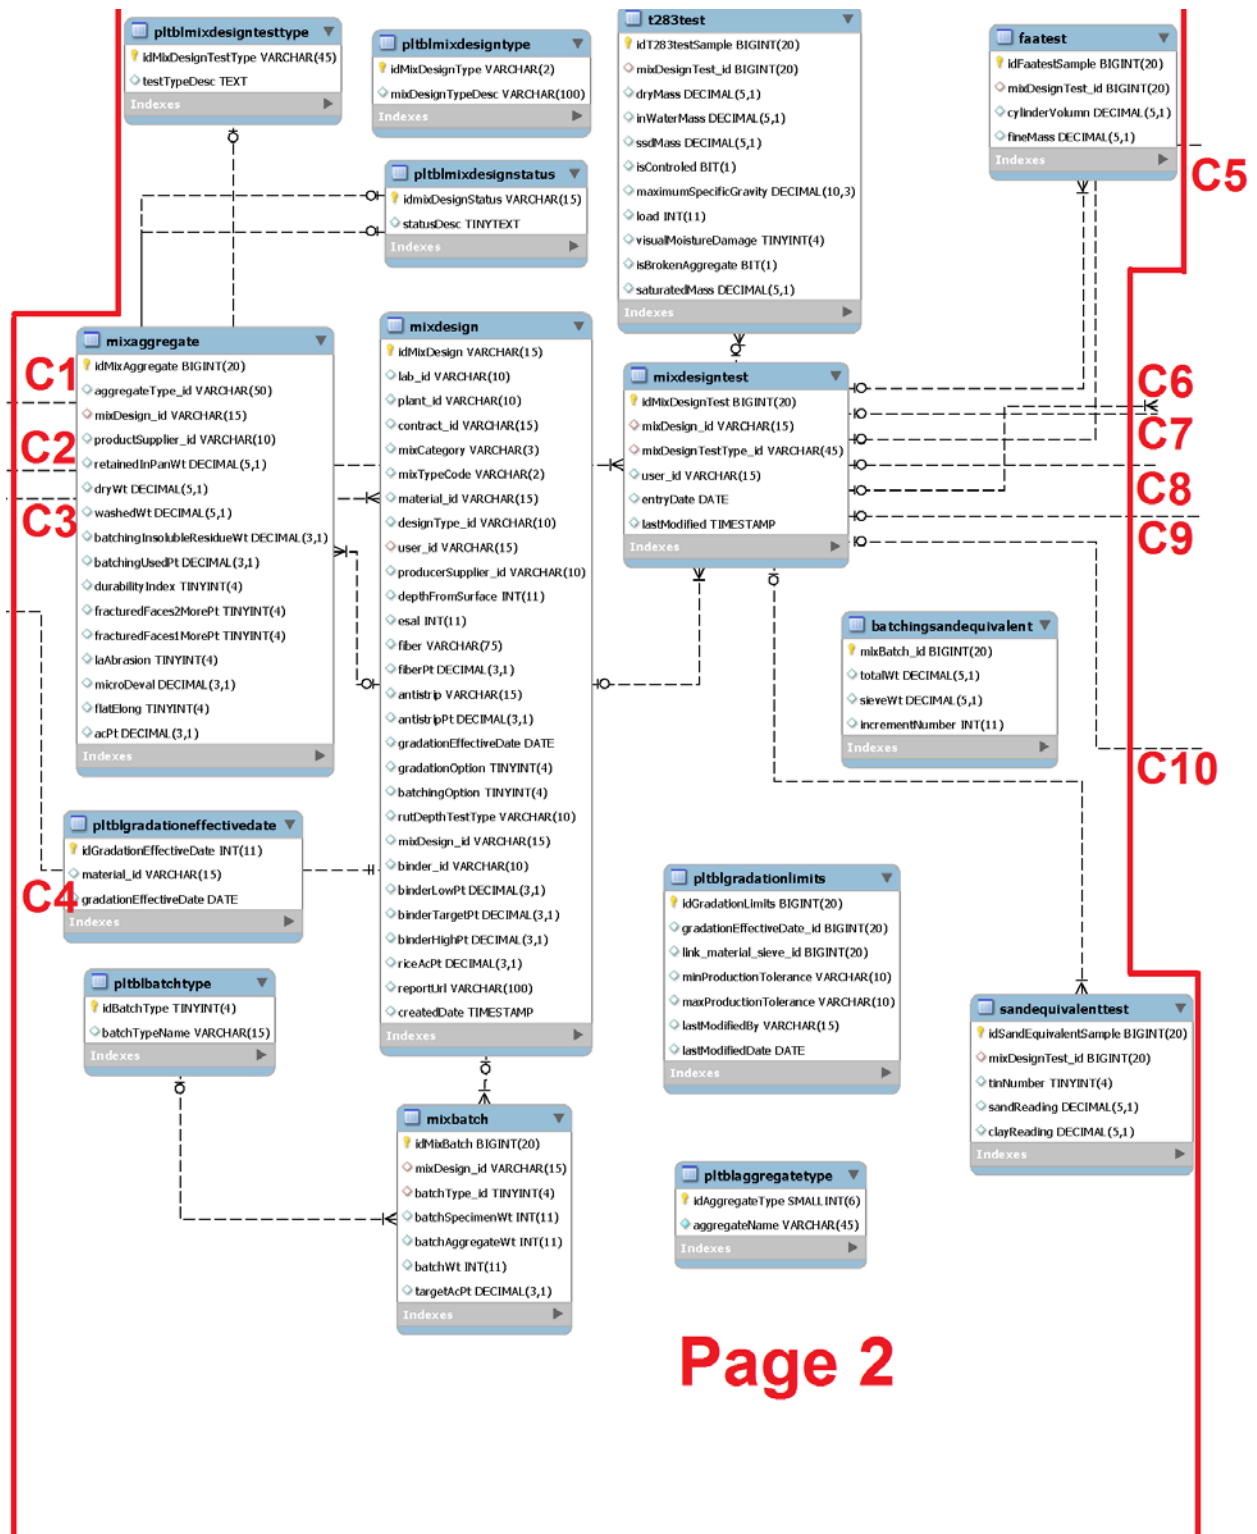 pltblmixdesigntesttype
idMixDesignTestType VARCHAR(45)
testTypeDesc TEXT
Indexes
pltblmixdesigntype
idMixDesignType VARCHAR(2)
mixDesignTypeDesc VARCHAR(100)
Indexes
pltblmixdesignstatus
idmixDesignStatus VARCHAR(15)
statusDesc TINYTEXT
Indexes
t283test
idT283testSample BIGINT(20)
mixDesignTest_id BIGINT(20)
dryMass DECIMAL(5,1)
inWaterMass DECIMAL(5,1)
ssdMass DECIMAL(5,1)
isControled BIT(1)
maximumSpecificGravity DECIMAL(10,3)
load INT(11)
visualMoistureDamage TINYINT(4)
isBrokenAggregate BIT(1)
saturatedMass DECIMAL(5,1)
Indexes
faatest
idFaatestSample BIGINT(20)
mixDesignTest_id BIGINT(20)
cylinderVolumn DECIMAL(5,1)
fineMass DECIMAL(5,1)
Indexes
C5
mixaggregate
idMixAggregate BIGINT(20)
aggregateType_id VARCHAR(50)
mixDesign_id VARCHAR(15)
productSupplier_id VARCHAR(10)
retainedInPanWt DECIMAL(5,1)
dryWt DECIMAL(5,1)
washedWt DECIMAL(5,1)
batchingInsolubleResidueWt DECIMAL(3,1)
batchingUsedPt DECIMAL(3,1)
durabilityIndex TINYINT(4)
fracturedFaces2MorePt TINYINT(4)
fracturedFaces1MorePt TINYINT(4)
laAbrasion TINYINT(4)
microDeval DECIMAL(3,1)
flatElong TINYINT(4)
acPt DECIMAL(3,1)
Indexes
C1
C2
C3
mixdesign
idMixDesign VARCHAR(15)
lab_id VARCHAR(10)
plant_id VARCHAR(10)
contract_id VARCHAR(15)
mixCategory VARCHAR(3)
mixTypeCode VARCHAR(2)
material_id VARCHAR(15)
designType_id VARCHAR(10)
user_id VARCHAR(15)
producerSupplier_id VARCHAR(10)
depthFromSurface INT(11)
esal INT(11)
fiber VARCHAR(75)
fiberPt DECIMAL(3,1)
antistrip VARCHAR(15)
antistripPt DECIMAL(3,1)
gradationEffectiveDate DATE
gradationOption TINYINT(4)
batchingOption TINYINT(4)
rutDepthTestType VARCHAR(10)
mixDesign_id VARCHAR(15)
binder_id VARCHAR(10)
binderLowPt DECIMAL(3,1)
binderTargetPt DECIMAL(3,1)
binderHighPt DECIMAL(3,1)
riceAcPt DECIMAL(3,1)
reportUrl VARCHAR(100)
createdDate TIMESTAMP
Indexes
mixdesigntest
idMixDesignTest BIGINT(20)
mixDesign_id VARCHAR(15)
mixDesignTestType_id VARCHAR(45)
user_id VARCHAR(15)
entryDate DATE
lastModified TIMESTAMP
Indexes
C6
C7
C8
C9
batchingsandequivalent
mixBatch_id BIGINT(20)
totalWt DECIMAL(5,1)
sieveWt DECIMAL(5,1)
incrementNumber INT(11)
Indexes
C10
pltblgradationeffectivedate
idGradationEffectiveDate INT(11)
material_id VARCHAR(15)
gradationEffectiveDate DATE
Indexes
C4
pltblgradationlimits
idGradationLimits BIGINT(20)
gradationEffectiveDate_id BIGINT(20)
link_material_sieve_id BIGINT(20)
minProductionTolerance VARCHAR(10)
maxProductionTolerance VARCHAR(10)
lastModifiedBy VARCHAR(15)
lastModifiedDate DATE
Indexes
pltblbatchtype
idBatchType TINYINT(4)
batchTypeName VARCHAR(15)
Indexes
sandequivalenttest
idSandEquivalentSample BIGINT(20)
mixDesignTest_id BIGINT(20)
tinNumber TINYINT(4)
sandReading DECIMAL(5,1)
clayReading DECIMAL(5,1)
Indexes
mixbatch
idMixBatch BIGINT(20)
mixDesign_id VARCHAR(15)
batchType_id TINYINT(4)
batchSpecimenWt INT(11)
batchAggregateWt INT(11)
batchWt INT(11)
targetAcPt DECIMAL(3,1)
Indexes
pltblaggregatetype
idAggregateType SMALLINT(6)
aggregateName VARCHAR(45)
Indexes
Page 2